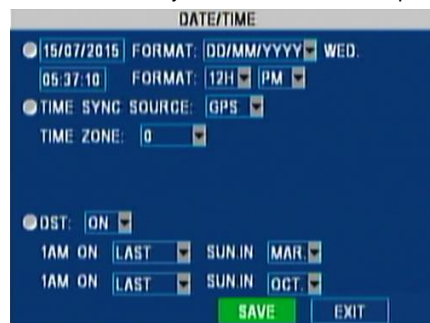 DATE/TIME
15/07/2015 FORMAT: DD/MM/YYYY WED.
05:37:10 FORMAT: 12H PM
TIME SYNC SOURCE: GPS
TIME ZONE: 0
DST: ON
1AM ON LAST SUN.IN MAR.
1AM ON LAST SUN.IN OCT.
SAVE EXIT